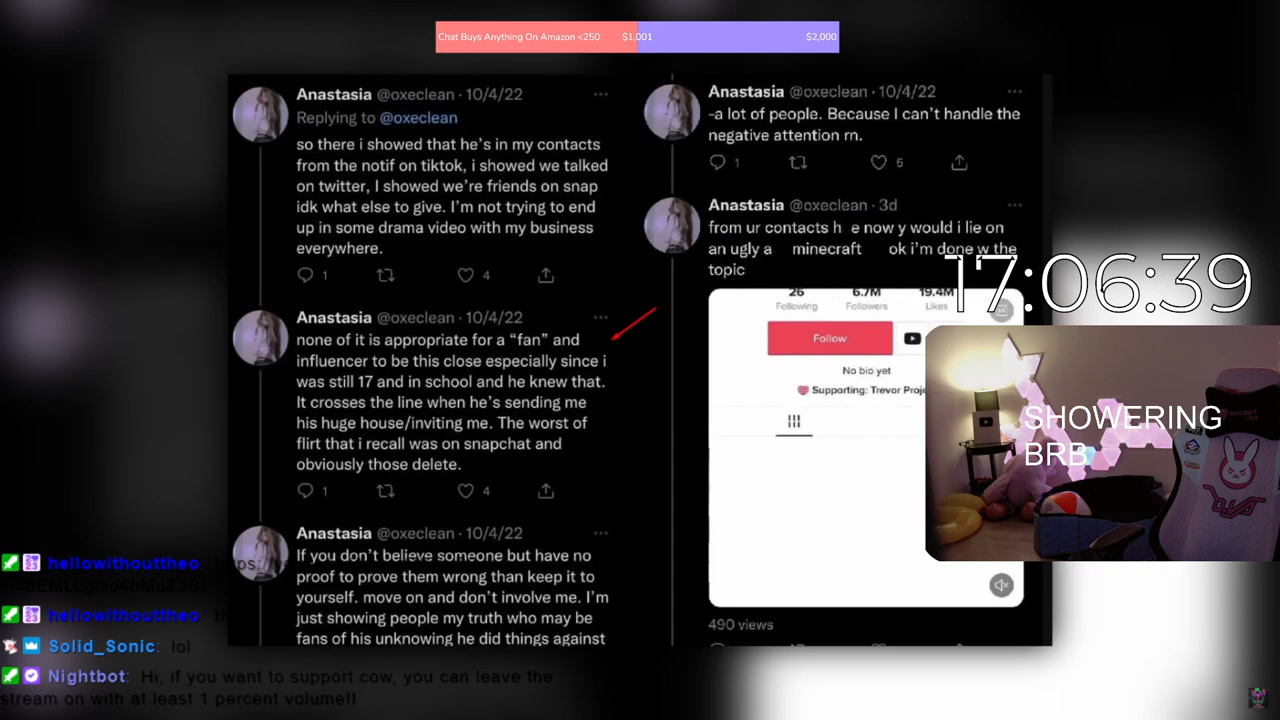 Chat Buys Anything On Amazon <250 $1,001 $2,000
Anastasia @oxeclean · 10/4/22
Replying to @oxeclean
so there i showed that he's in my contacts
from the notif on tiktok, i showed we talked
on twitter, I showed we're friends on snap
idk what else to give. I'm not trying to end
up in some drama video with my business
everywhere.
1 4
Anastasia @oxeclean · 10/4/22
none of it is appropriate for a “fan” and
influencer to be this close especially since i
was still 17 and in school and he knew that.
It crosses the line when he's sending me
his huge house/inviting me. The worst of
flirt that i recall was on snapchat and
obviously those delete.
1 4
Anastasia @oxeclean · 10/4/22
If you don't believe someone but have no
proof to prove them wrong than keep it to
yourself. move on and don't involve me. I'm
just showing people my truth who may be
fans of his unknowing he did things against
Anastasia @oxeclean · 10/4/22
-a lot of people. Because I can't handle the
negative attention rn.
1 5
Anastasia @oxeclean · 3d
from ur contacts h e now y would i lie on
an ugly a minecraft ok i'm done w the
topic
26 6.7M 19.4M
Following Followers Likes
Follow
No bio yet
Supporting: Trevor Proje
490 views
17:06:39
SHOWERING
BRB
hellowithouttheo:
hellowithouttheo:
Solid_Sonic: lol
Nightbot: Hi, if you want to support cow, you can leave the
stream on with at least 1 percent volume!!